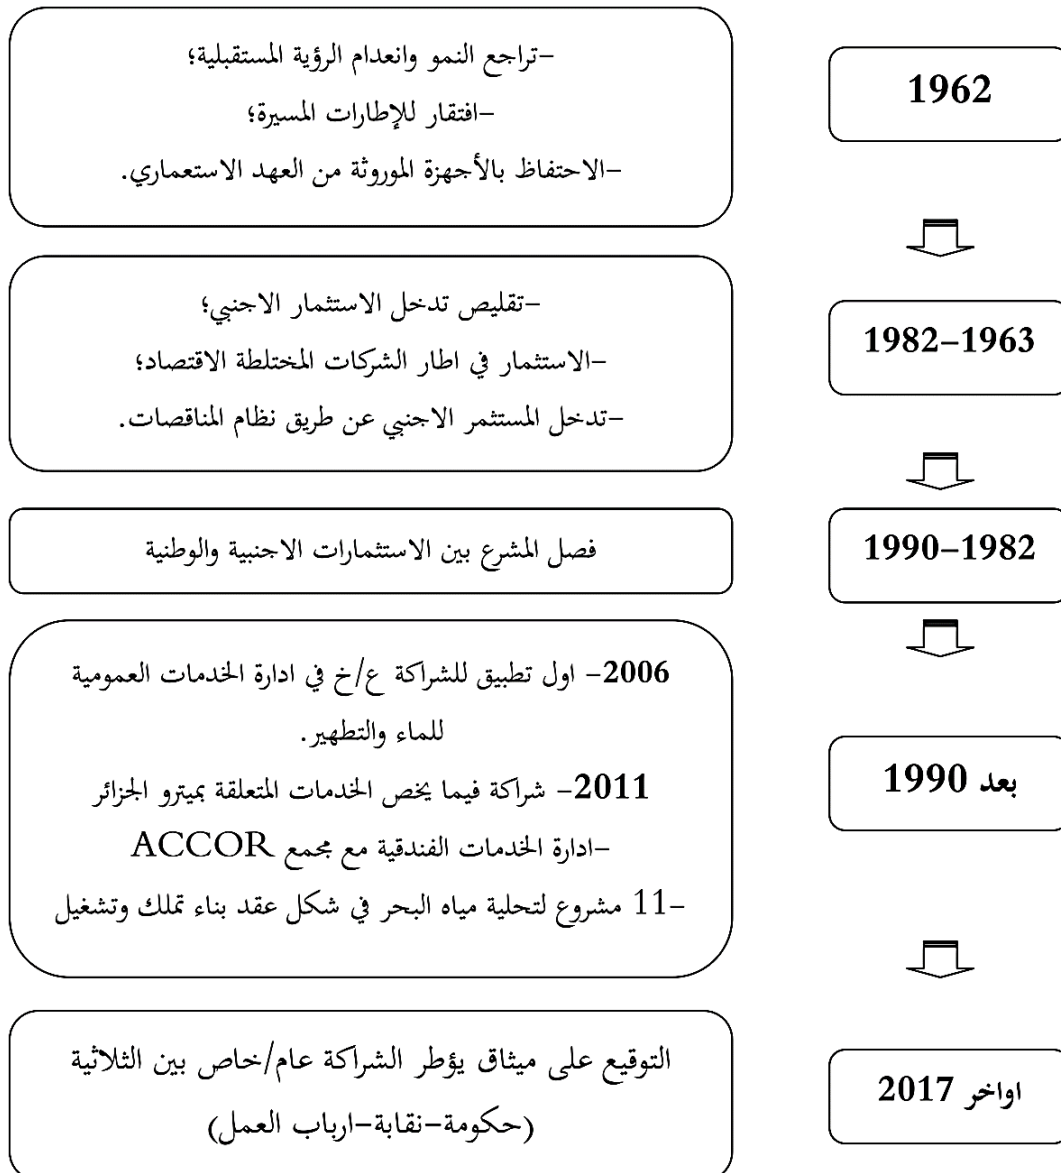 1962
–تراجع النمو وانعدام الرؤية المستقبلية؛
–افتقار للإطارات المسيرة؛
–الاحتفاظ بالأجهزة الموروثة من العهد الاستعماري.
1982–1963
–تقليص تدخل الاستثمار الاجنبي؛
–الاستثمار في اطار الشركات المختلطة الاقتصاد؛
–تدخل المستثمر الاجنبي عن طريق نظام المناقصات.
1990–1982
فصل المشرع بين الاستثمارات الاجنبية والوطنية
بعد 1990
2006– اول تطبيق للشراكة ع/خ في ادارة الخدمات العمومية
للماء والتطهير.
2011– شراكة فيما يخص الخدمات المتعلقة بميترو الجزائر
–ادارة الخدمات الفندقية مع مجمع ACCOR
–11 مشروع لتحلية مياه البحر في شكل عقد بناء تملك وتشغيل
اواخر 2017
التوقيع على ميثاق يؤطر الشراكة عام/خاص بين الثلاثية
(حكومة–نقابة–ارباب العمل)